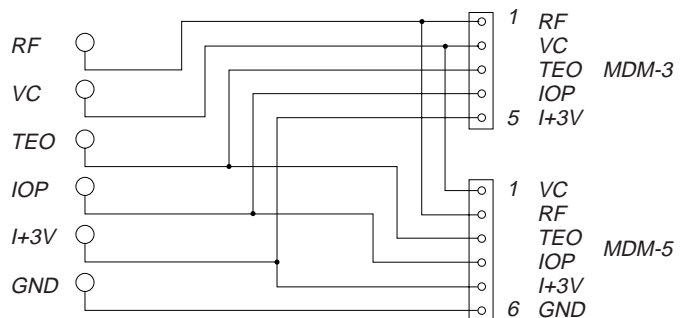 RF
VC
TEO
IOP
I+3V
GND
1 RF
VC
TEO MDM-3
IOP
5 I+3V
1 VC
RF
TEO MDM-5
IOP
I+3V
6 GND